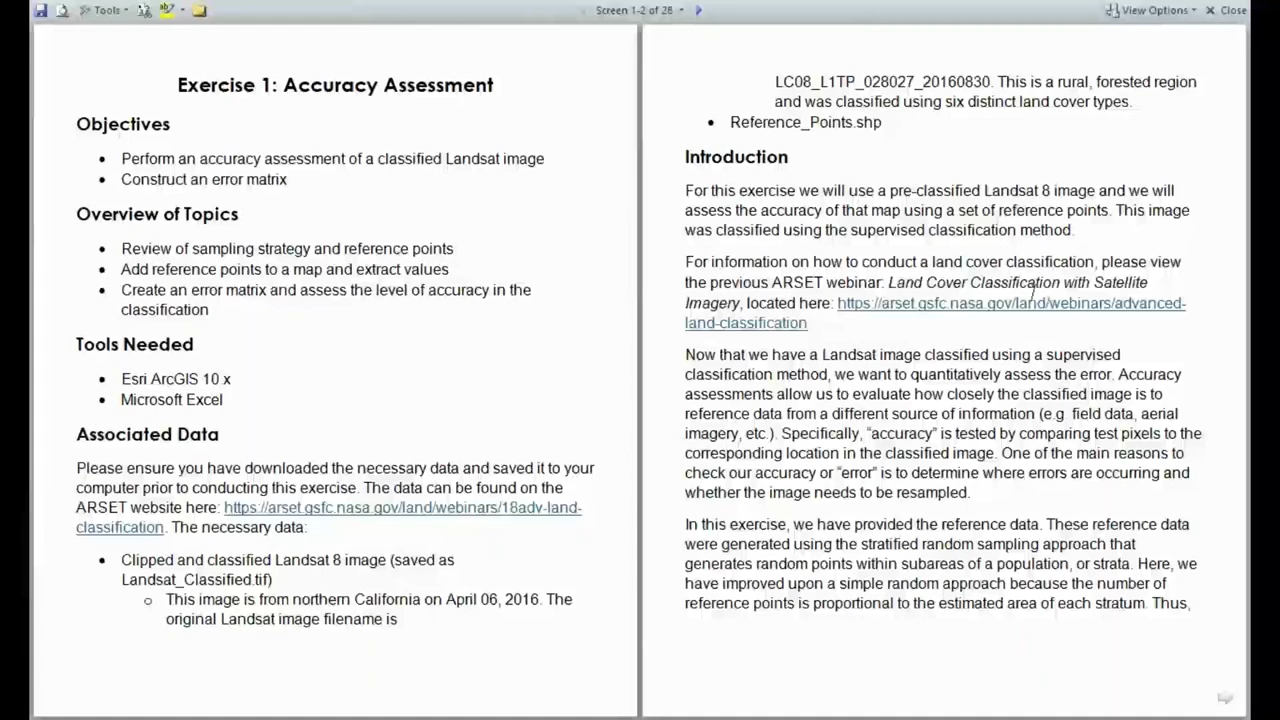 Tools
Screen 1-2 of 28
View Options
Close
Exercise 1: Accuracy Assessment
Objectives
• Perform an accuracy assessment of a classified Landsat image
• Construct an error matrix
Overview of Topics
• Review of sampling strategy and reference points
• Add reference points to a map and extract values
• Create an error matrix and assess the level of accuracy in the
classification
Tools Needed
• Esri ArcGIS 10.x
• Microsoft Excel
Associated Data
Please ensure you have downloaded the necessary data and saved it to your
computer prior to conducting this exercise. The data can be found on the
ARSET website here: https://arset.gsfc.nasa.gov/land/webinars/18adv-land-
classification. The necessary data:
• Clipped and classified Landsat 8 image (saved as
Landsat_Classified.tif)
o This image is from northern California on April 06, 2016. The
original Landsat image filename is
LC08_L1TP_028027_20160830. This is a rural, forested region
and was classified using six distinct land cover types.
• Reference_Points.shp
Introduction
For this exercise we will use a pre-classified Landsat 8 image and we will
assess the accuracy of that map using a set of reference points. This image
was classified using the supervised classification method.
For information on how to conduct a land cover classification, please view
the previous ARSET webinar: Land Cover Classification with Satellite
Imagery, located here: https://arset.gsfc.nasa.gov/land/webinars/advanced-
land-classification
Now that we have a Landsat image classified using a supervised
classification method, we want to quantitatively assess the error. Accuracy
assessments allow us to evaluate how closely the classified image is to
reference data from a different source of information (e.g. field data, aerial
imagery, etc.). Specifically, “accuracy” is tested by comparing test pixels to the
corresponding location in the classified image. One of the main reasons to
check our accuracy or “error” is to determine where errors are occurring and
whether the image needs to be resampled.
In this exercise, we have provided the reference data. These reference data
were generated using the stratified random sampling approach that
generates random points within subareas of a population, or strata. Here, we
have improved upon a simple random approach because the number of
reference points is proportional to the estimated area of each stratum. Thus,